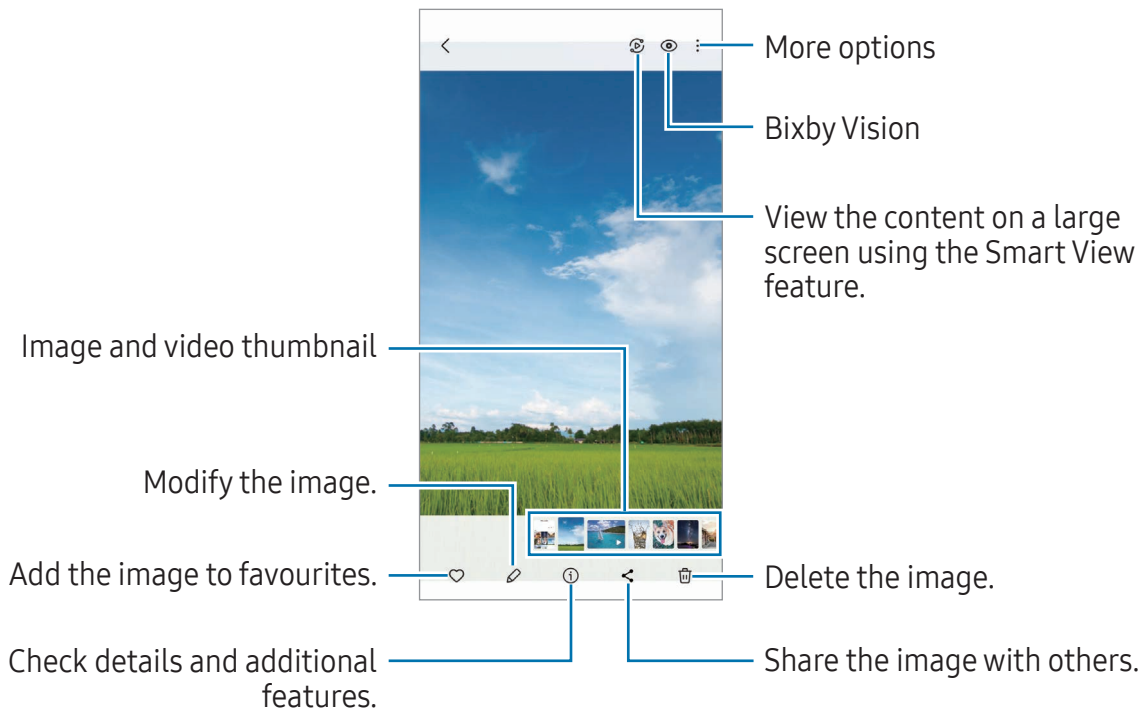 More options
Bixby Vision
View the content on a large
screen using the Smart View
feature.
Image and video thumbnail
Modify the image.
Add the image to favourites.
Delete the image.
Check details and additional
features.
Share the image with others.